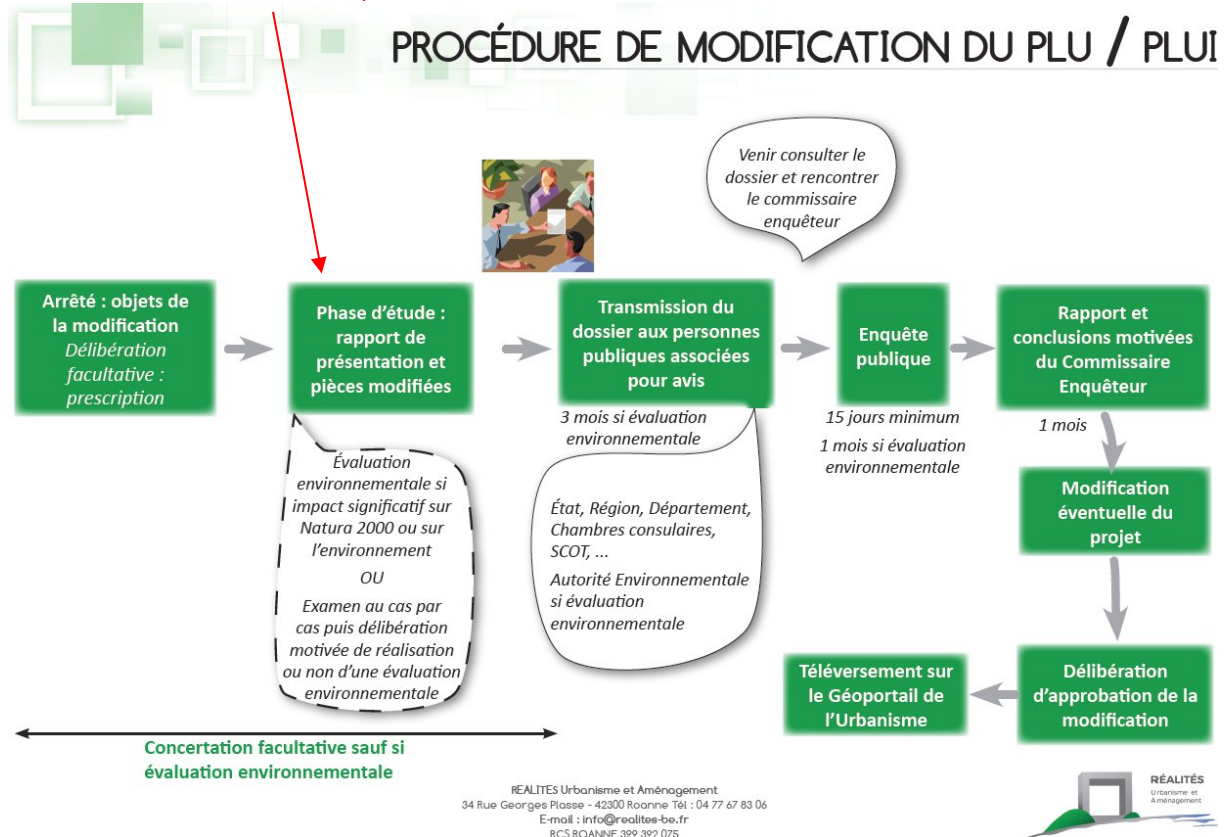 PROCÉDURE DE MODIFICATION DU PLU / PLUI
Venir consulter le
dossier et rencontrer
le commissaire
enquêteur
Arrêté : objets de
la modification
Délibération
facultative :
prescription
Phase d'étude :
rapport de
présentation et
pièces modifiées
Transmission du
dossier aux personnes
publiques associées
pour avis
Enquête
publique
Rapport et
conclusions motivées
du Commissaire
Enquêteur
3 mois si évaluation
environnementale
15 jours minimum
1 mois si évaluation
environnementale
1 mois
Évaluation
environnementale si
impact significatif sur
Natura 2000 ou sur
l'environnement
OU
Examen au cas par
cas puis délibération
motivée de réalisation
ou non d'une évaluation
environnementale
État, Région, Département,
Chambres consulaires,
SCOT, ...
Autorité Environnementale
si évaluation
environnementale
Modification
éventuelle du
projet
Délibération
d'approbation de la
modification
Téléversement sur
le Géoportail de
l'Urbanisme
Concertation facultative sauf si
évaluation environnementale
REALITES Urbanisme et Aménagement
34 Rue Georges Plasse - 42300 Roanne Tél : 04 77 67 83 06
E-mail : info@realites-be.fr
RCS ROANNE 399 392 075
RÉALITÉS
Urbanisme et
Aménagement